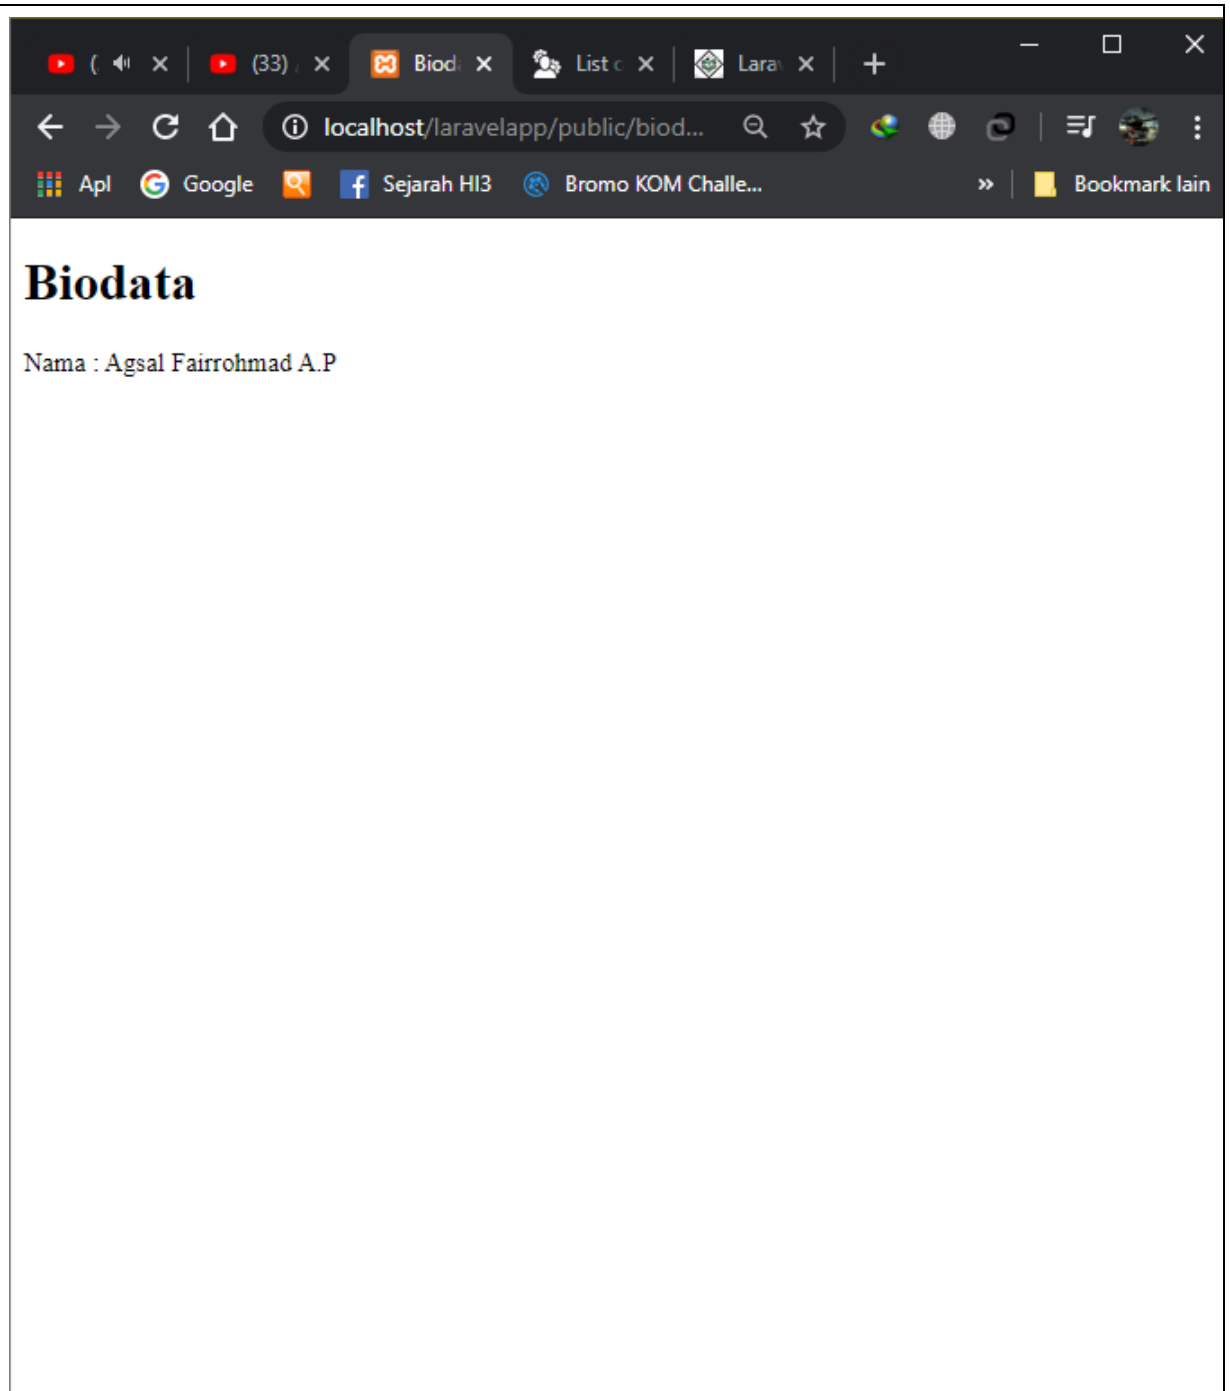 (33)
Biod
List
Lara
localhost/laravelapp/public/biod...
Apl Google Sejarah HI3 Bromo KOM Challe... » Bookmark lain
Biodata
Nama : Agsal Fairrohmad A.P